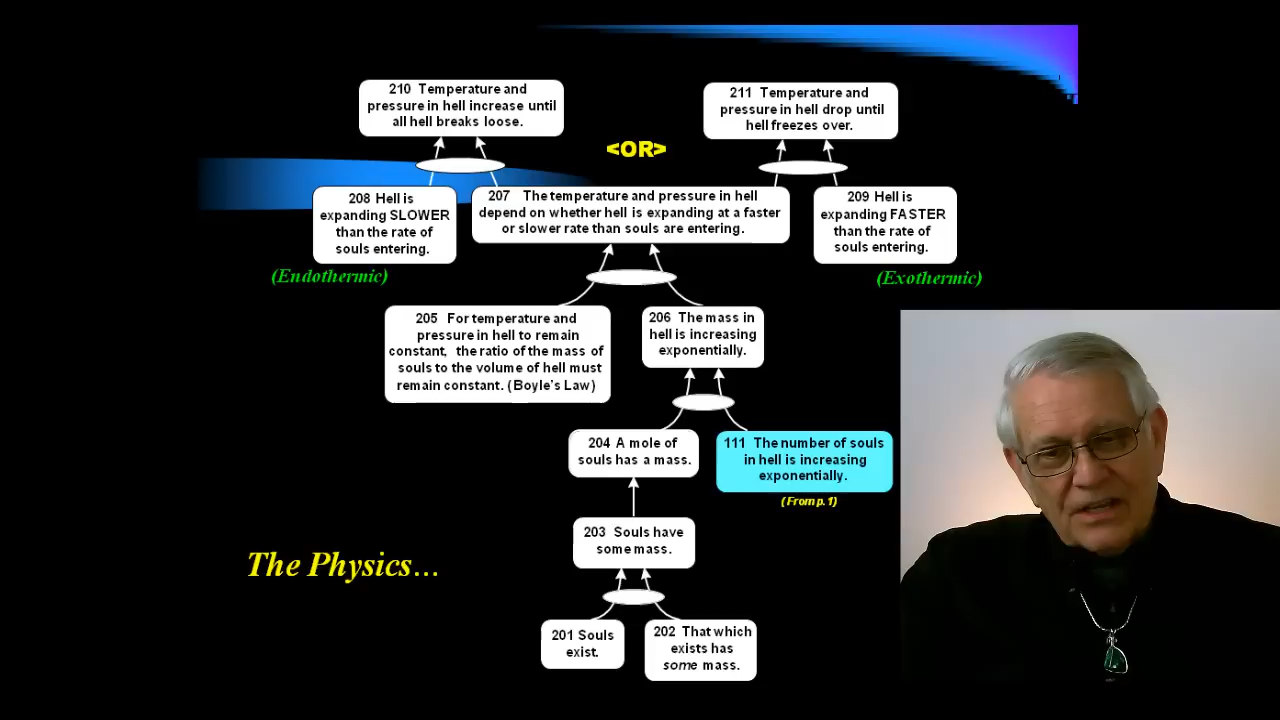 210 Temperature and
pressure in hell increase until
all hell breaks loose.
211 Temperature and
pressure in hell drop until
hell freezes over.
<OR>
208 Hell is
expanding SLOWER
than the rate of
souls entering.
207 The temperature and pressure in hell
depend on whether hell is expanding at a faster
or slower rate than souls are entering.
209 Hell is
expanding FASTER
than the rate of
souls entering.
(Endothermic)
(Exothermic)
205 For temperature and
pressure in hell to remain
constant, the ratio of the mass of
souls to the volume of hell must
remain constant. (Boyle's Law)
206 The mass in
hell is increasing
exponentially.
204 A mole of
souls has a mass.
111 The number of souls
in hell is increasing
exponentially.
(From p. 1)
203 Souls have
some mass.
The Physics...
201 Souls
exist.
202 That which
exists has
some mass.